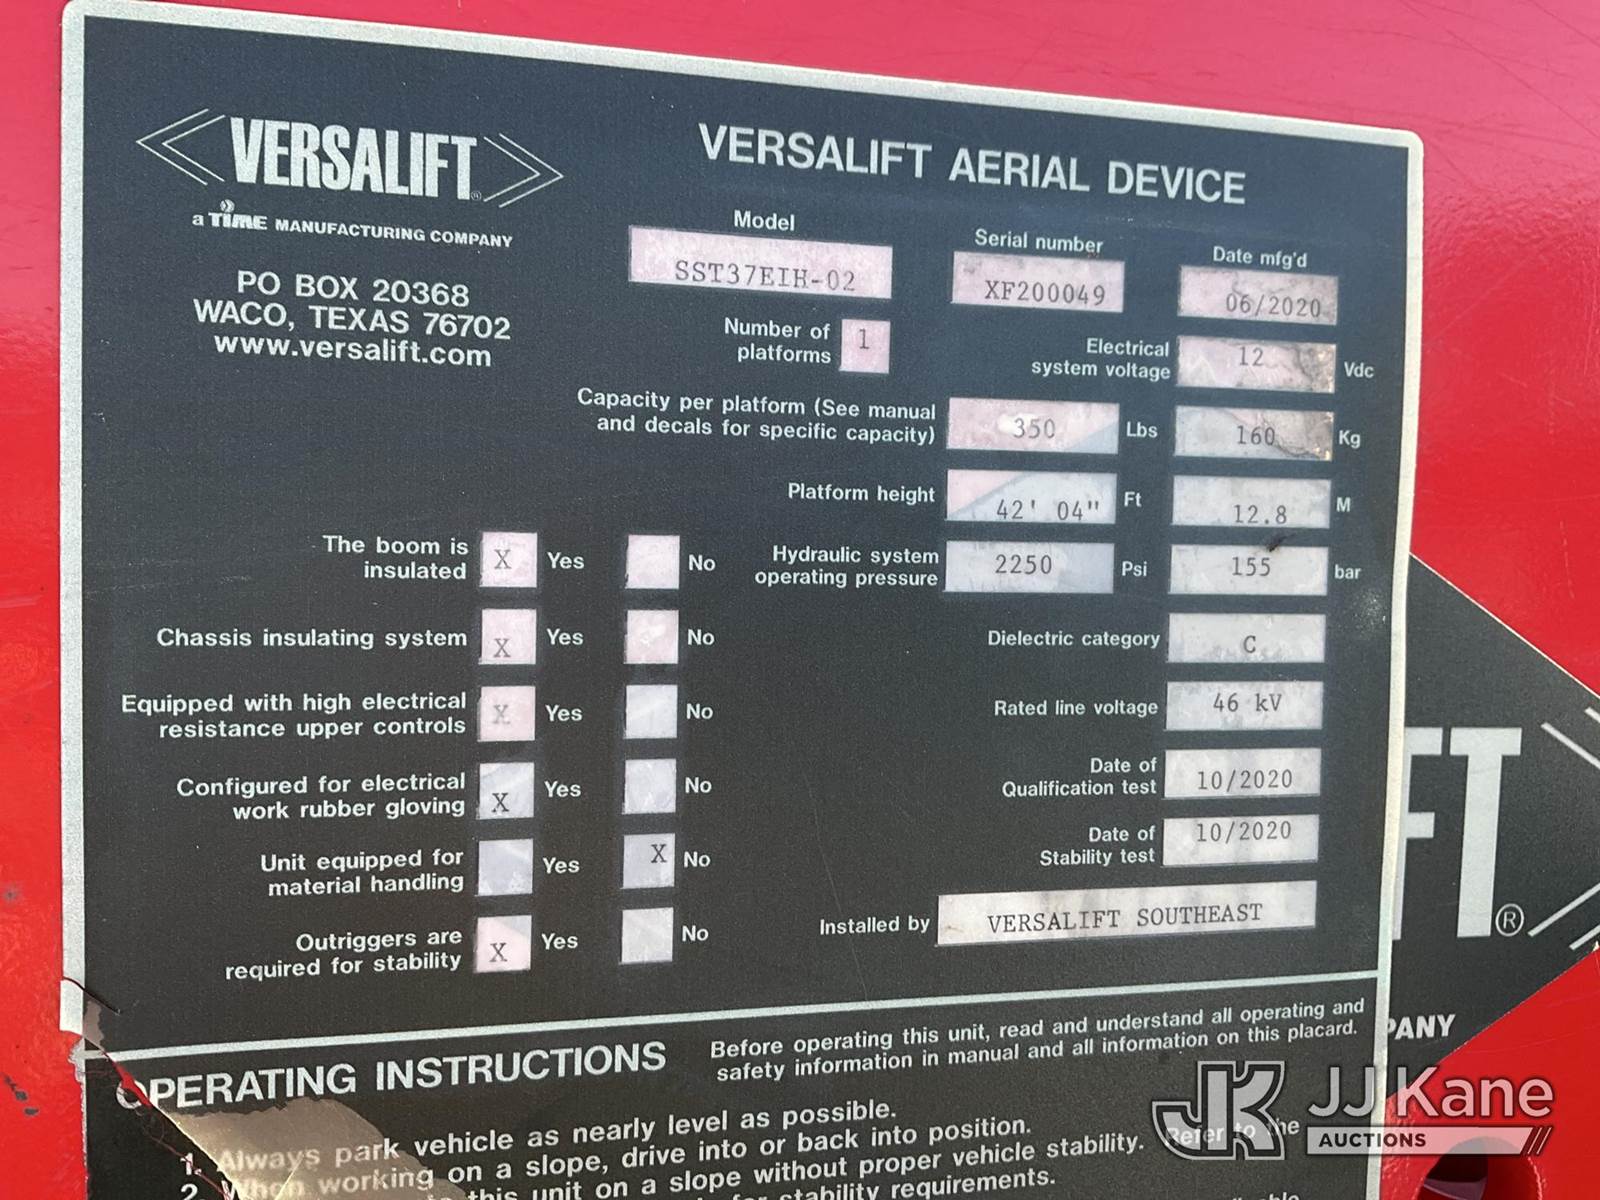 VERSALIFT®
a TIME MANUFACTURING COMPANY
PO BOX 20368
WACO, TEXAS 76702
www.versalift.com
VERSALIFT AERIAL DEVICE
Model
SST37EIH-02
Serial number
XF200049
Date mfg'd
06/2020
Number of
platforms
1
Electrical
system voltage
12 Vdc
Capacity per platform (See manual
and decals for specific capacity)
350 Lbs 160 Kg
Platform height 42' 04" Ft 12.8 M
Hydraulic system
operating pressure
2250 Psi 155 bar
Dielectric category C
Rated line voltage 46 kV
Date of
Qualification test
10/2020
Date of
Stability test
10/2020
Installed by VERSALIFT SOUTHEAST
The boom is
insulated
X Yes No
Chassis insulating system X Yes No
Equipped with high electrical
resistance upper controls
X Yes No
Configured for electrical
work rubber gloving
X Yes No
Unit equipped for
material handling
Yes X No
Outriggers are
required for stability
X Yes No
OPERATING INSTRUCTIONS
Before operating this unit, read and understand all operating and
safety information in manual and all information on this placard.
1. Always park vehicle as nearly level as possible.
2. When working on a slope, drive into or back into position.
this unit on a slope without proper vehicle stability. Refer to the
stability requirements.
FT®
PANY
JK JJ Kane
AUCTIONS